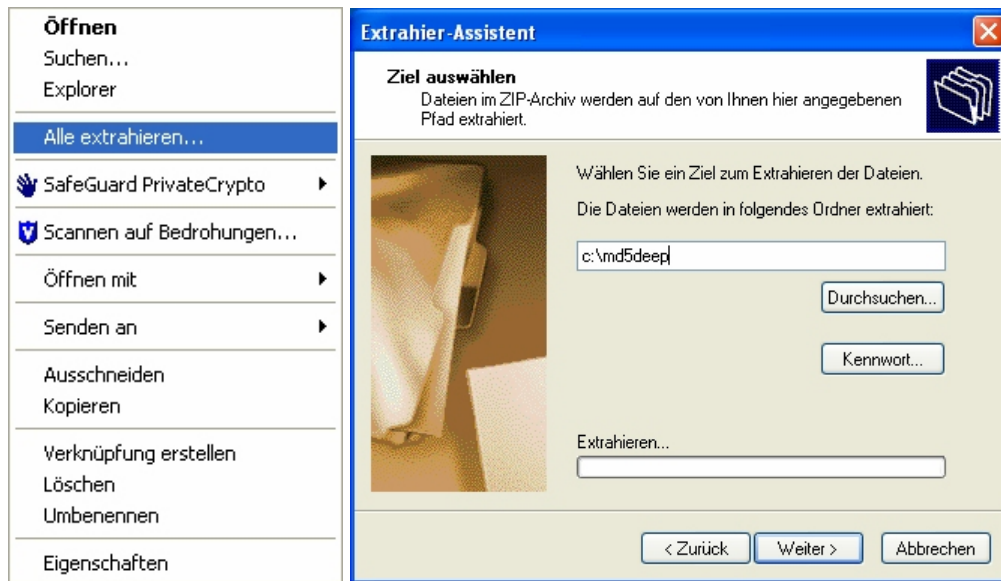 Öffnen
Suchen...
Explorer
Alle extrahieren...
SafeGuard PrivateCrypto
Scannen auf Bedrohungen...
Öffnen mit
Senden an
Ausschneiden
Kopieren
Verknüpfung erstellen
Löschen
Umbenennen
Eigenschaften
Extrahier-Assistent
Ziel auswählen
Dateien im ZIP-Archiv werden auf den von Ihnen hier angegebenen
Pfad extrahiert.
Wählen Sie ein Ziel zum Extrahieren der Dateien.
Die Dateien werden in folgendes Ordner extrahiert:
c:\md5deep
Durchsuchen...
Kennwort...
Extrahieren...
< Zurück
Weiter >
Abbrechen